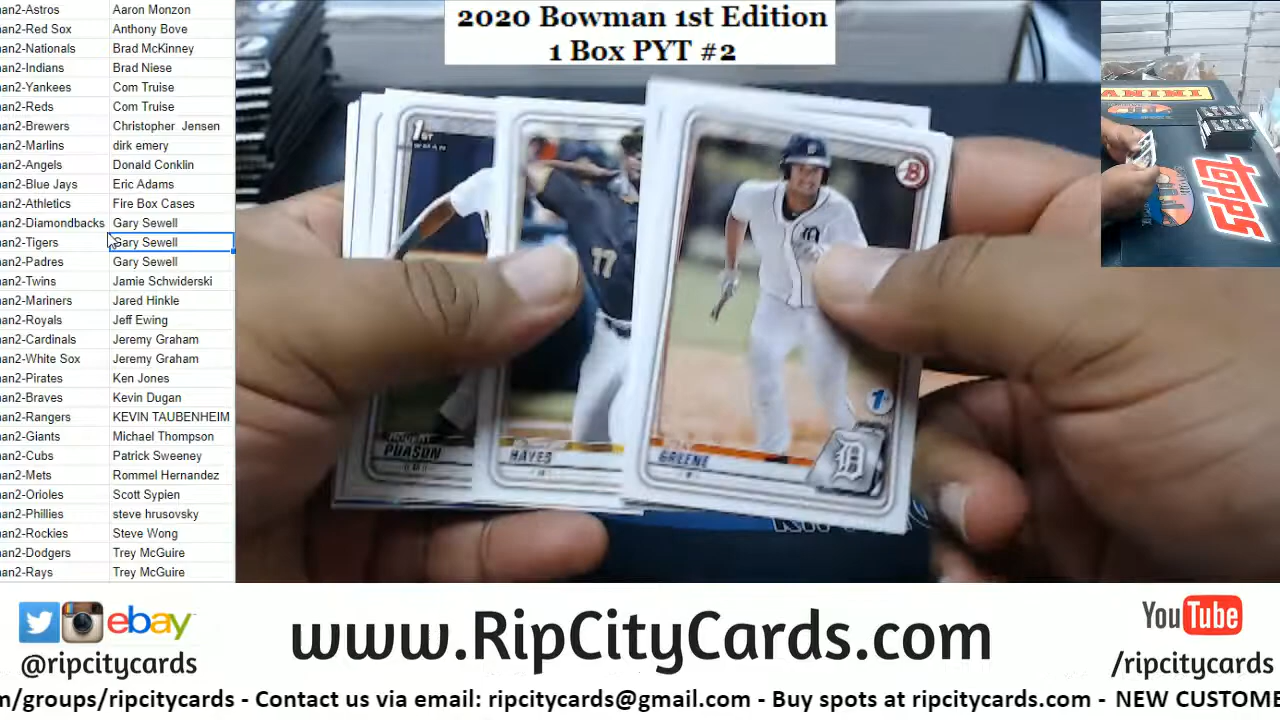 2020 Bowman 1st Edition
1 Box PYT #2
nan2-Astros Aaron Monzon
nan2-Red Sox Anthony Bove
nan2-Nationals Brad McKinney
nan2-Indians Brad Niese
nan2-Yankees Com Truise
nan2-Reds Com Truise
nan2-Brewers Christopher Jensen
nan2-Marlins dirk emery
nan2-Angels Donald Conklin
nan2-Blue Jays Eric Adams
nan2-Athletics Fire Box Cases
nan2-Diamondbacks Gary Sewell
nan2-Tigers Gary Sewell
nan2-Padres Gary Sewell
nan2-Twins Jamie Schwiderski
nan2-Mariners Jared Hinkle
nan2-Royals Jeff Ewing
nan2-Cardinals Jeremy Graham
nan2-White Sox Jeremy Graham
nan2-Pirates Ken Jones
nan2-Braves Kevin Dugan
nan2-Rangers KEVIN TAUBENHEIM
nan2-Giants Michael Thompson
nan2-Cubs Patrick Sweeney
nan2-Mets Rommel Hernandez
nan2-Orioles Scott Sypien
nan2-Phillies steve hrusovsky
nan2-Rockies Steve Wong
nan2-Dodgers Trey McGuire
nan2-Rays Trey McGuire
1ST
PUASON
HAYES
77
GREENE
B
1st
D
PANINI
TOPPS
ebay
@ripcitycards
www.RipCityCards.com
YouTube
/ripcitycards
m/groups/ripcitycards - Contact us via email: ripcitycards@gmail.com - Buy spots at ripcitycards.com - NEW CUSTOME